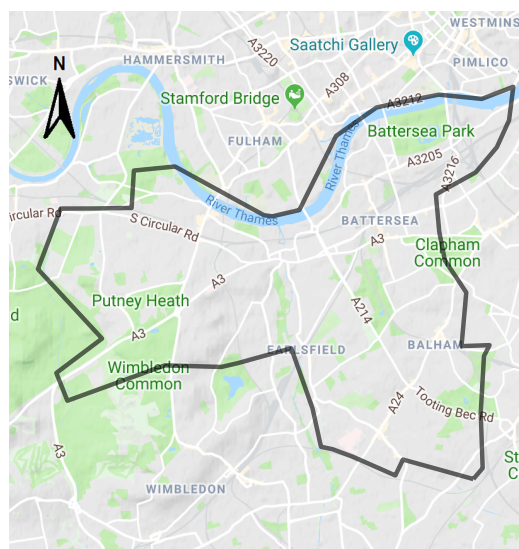 WESTMINS
Saatchi Gallery
A3220
HAMMERSMITH
PIMLICO
SWICK
N
A308
Stamford Bridge
A3212
FULHAM
Battersea Park
River Thames
A3205
A3216
ircular Rd
River Thames
S Circular Rd
BATTERSEA
A3
Clapham
Common
A3
Putney Heath
d
A214
A3
EARLSFIELD
BALHAM
Wimbledon
Common
A24
Tooting Bec Rd
A3
St
C
WIMBLEDON